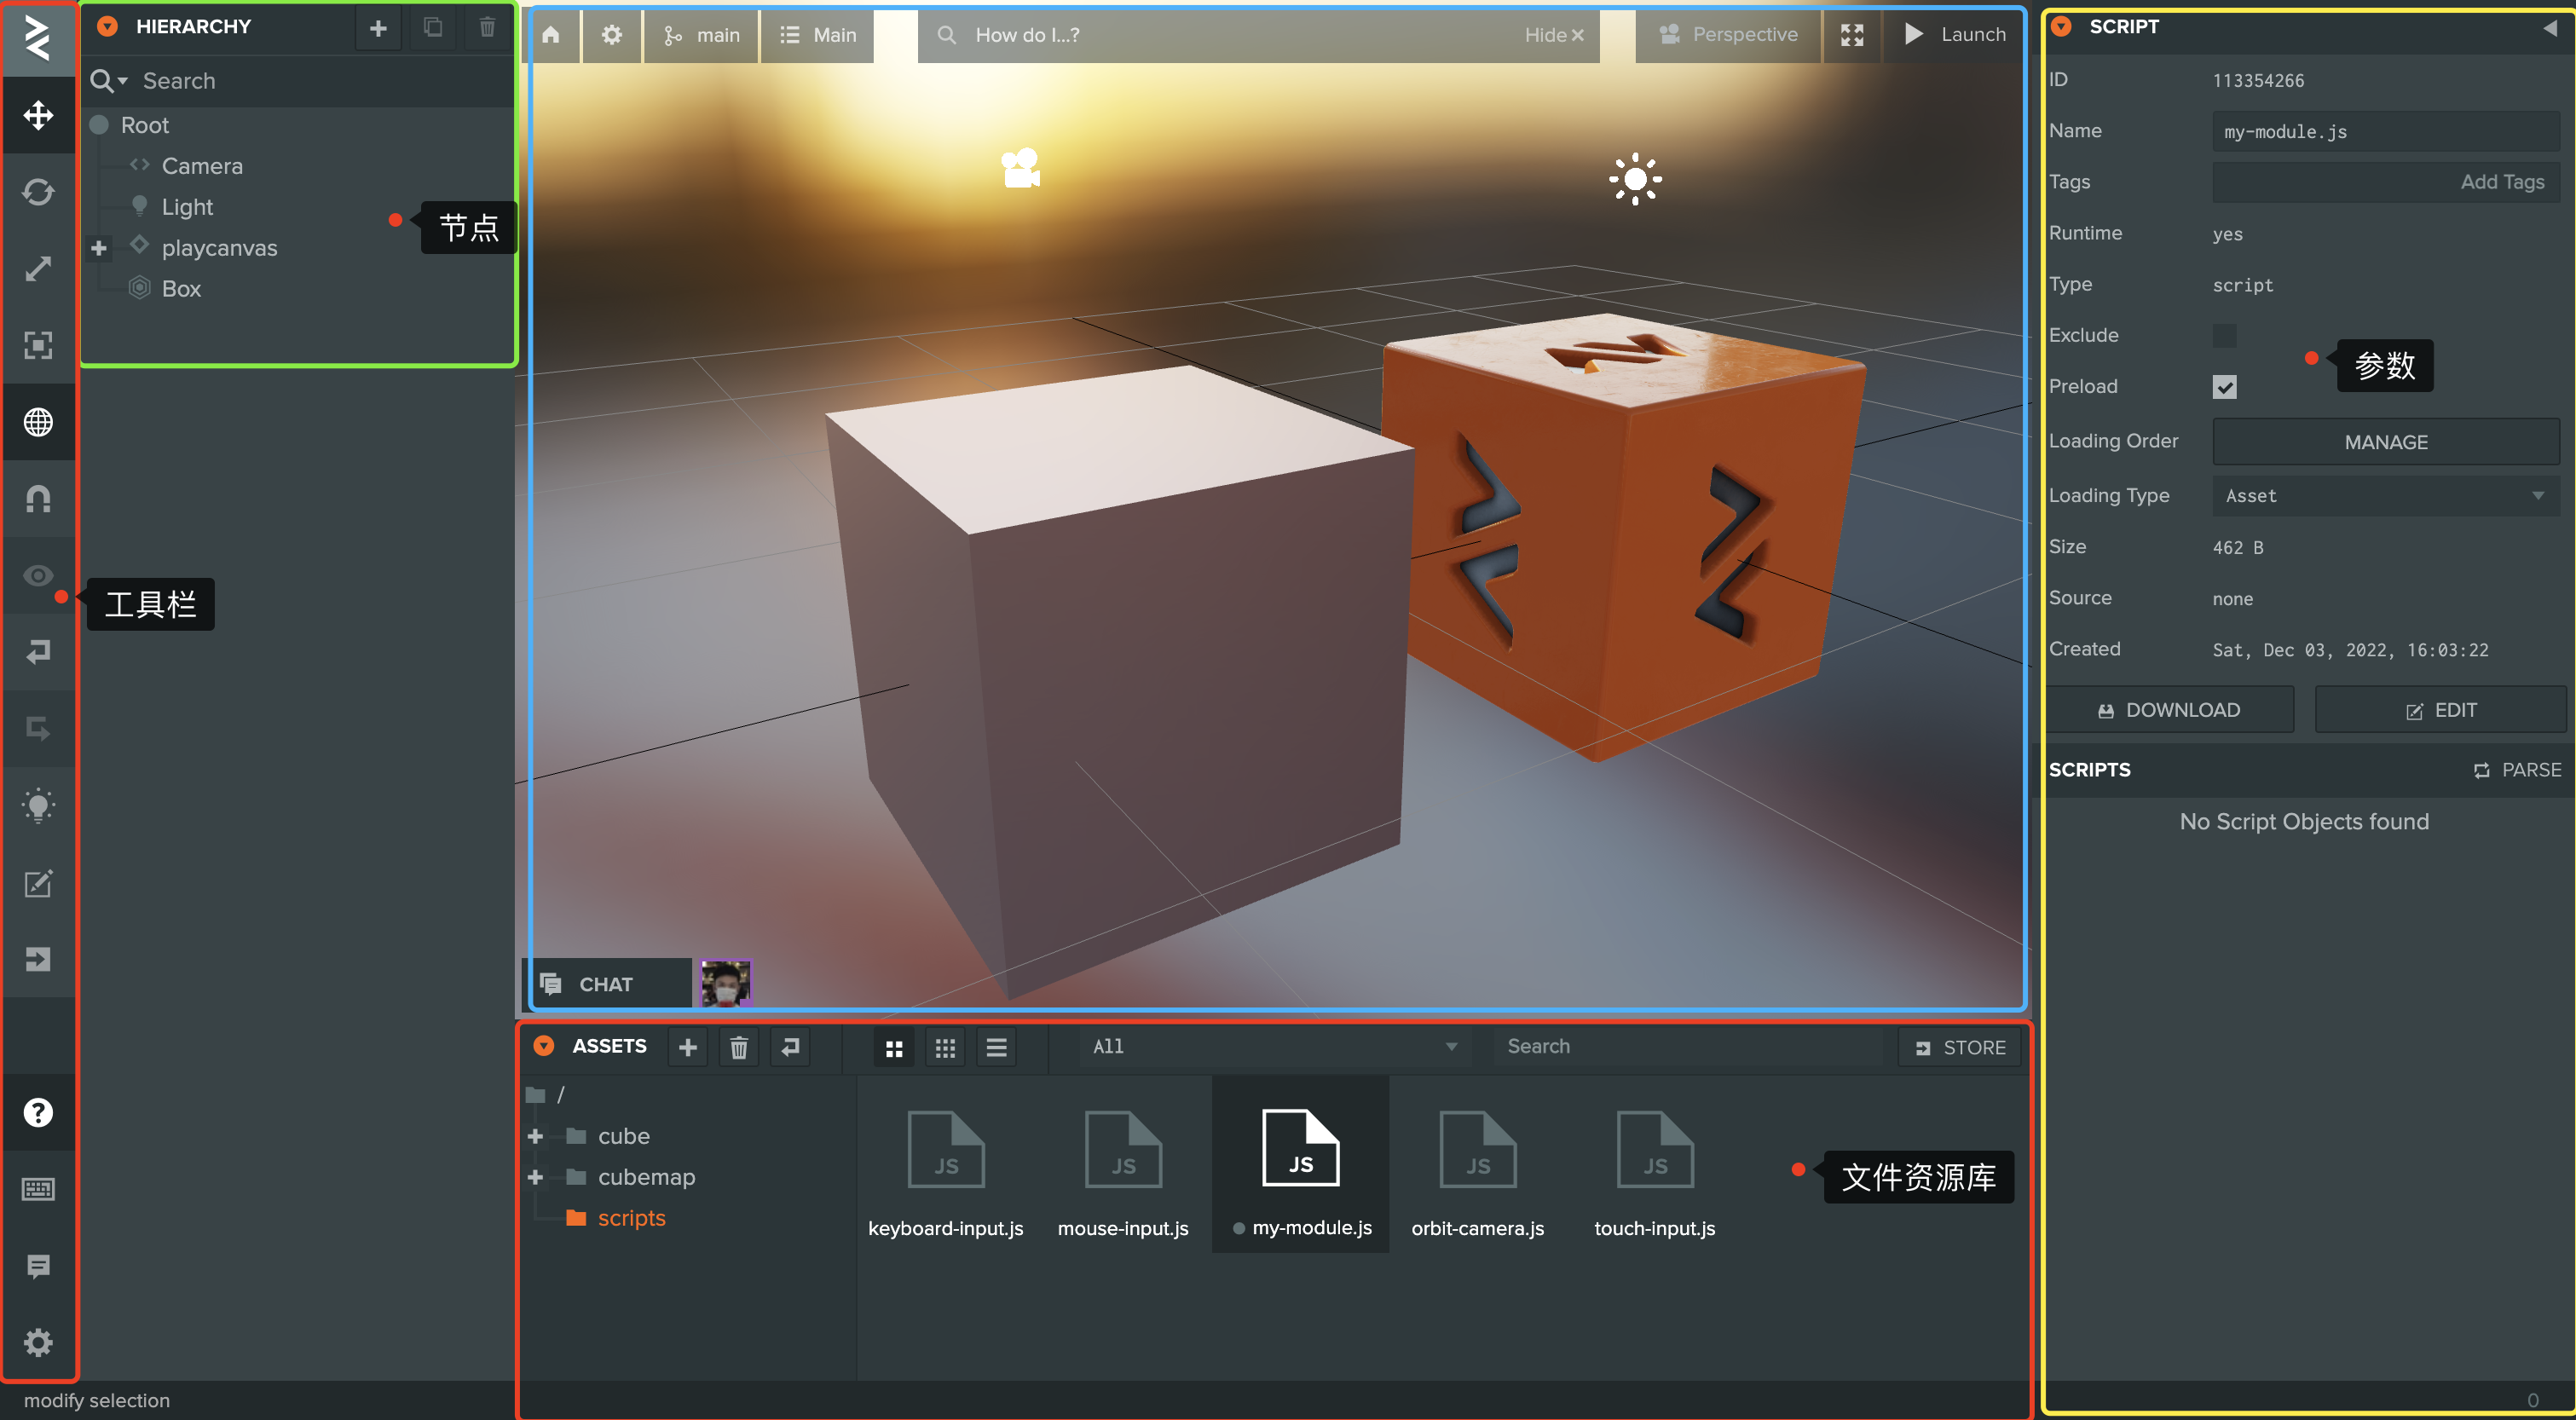 HIERARCHY
Search
Root
Camera
Light
playcanvas
Box
节点
工具栏
main
Main
How do I...?
Hide ×
Perspective
Launch
CHAT
SCRIPT
ID 113354266
Name my-module.js
Tags Add Tags
Runtime yes
Type script
Exclude
参数
Preload
Loading Order MANAGE
Loading Type Asset
Size 462 B
Source none
Created Sat, Dec 03, 2022, 16:03:22
DOWNLOAD EDIT
SCRIPTS PARSE
No Script Objects found
ASSETS
All
Search
STORE
/
cube
cubemap
scripts
JS
JS
JS
JS
JS
keyboard-input.js
mouse-input.js
my-module.js
orbit-camera.js
touch-input.js
文件资源库
modify selection
0